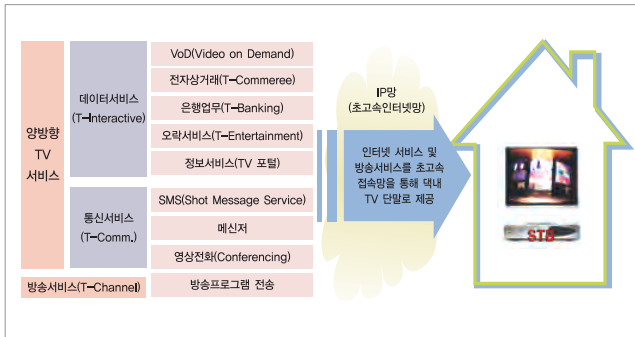 양방향
TV
서비스
데이터서비스
(T-Interactive)
VoD(Video on Demand)
전자상거래(T-Commeree)
은행업무(T-Banking)
오락서비스(T-Entertainment)
정보서비스(TV 포털)
통신서비스
(T-Comm.)
SMS(Shot Message Service)
메신저
영상전화(Conferencing)
방송서비스(T-Channel)
방송프로그램 전송
IP망
(초고속인터넷망)
인터넷 서비스 및
방송서비스를 초고속
접속망을 통해 댁내
TV 단말로 제공
STB